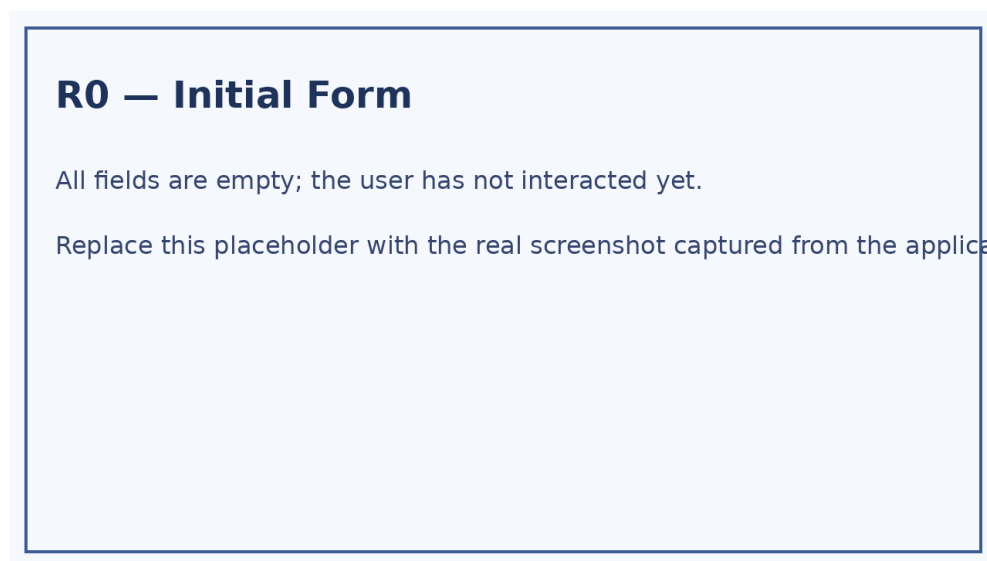 R0 — Initial Form
All fields are empty; the user has not interacted yet.
Replace this placeholder with the real screenshot captured from the